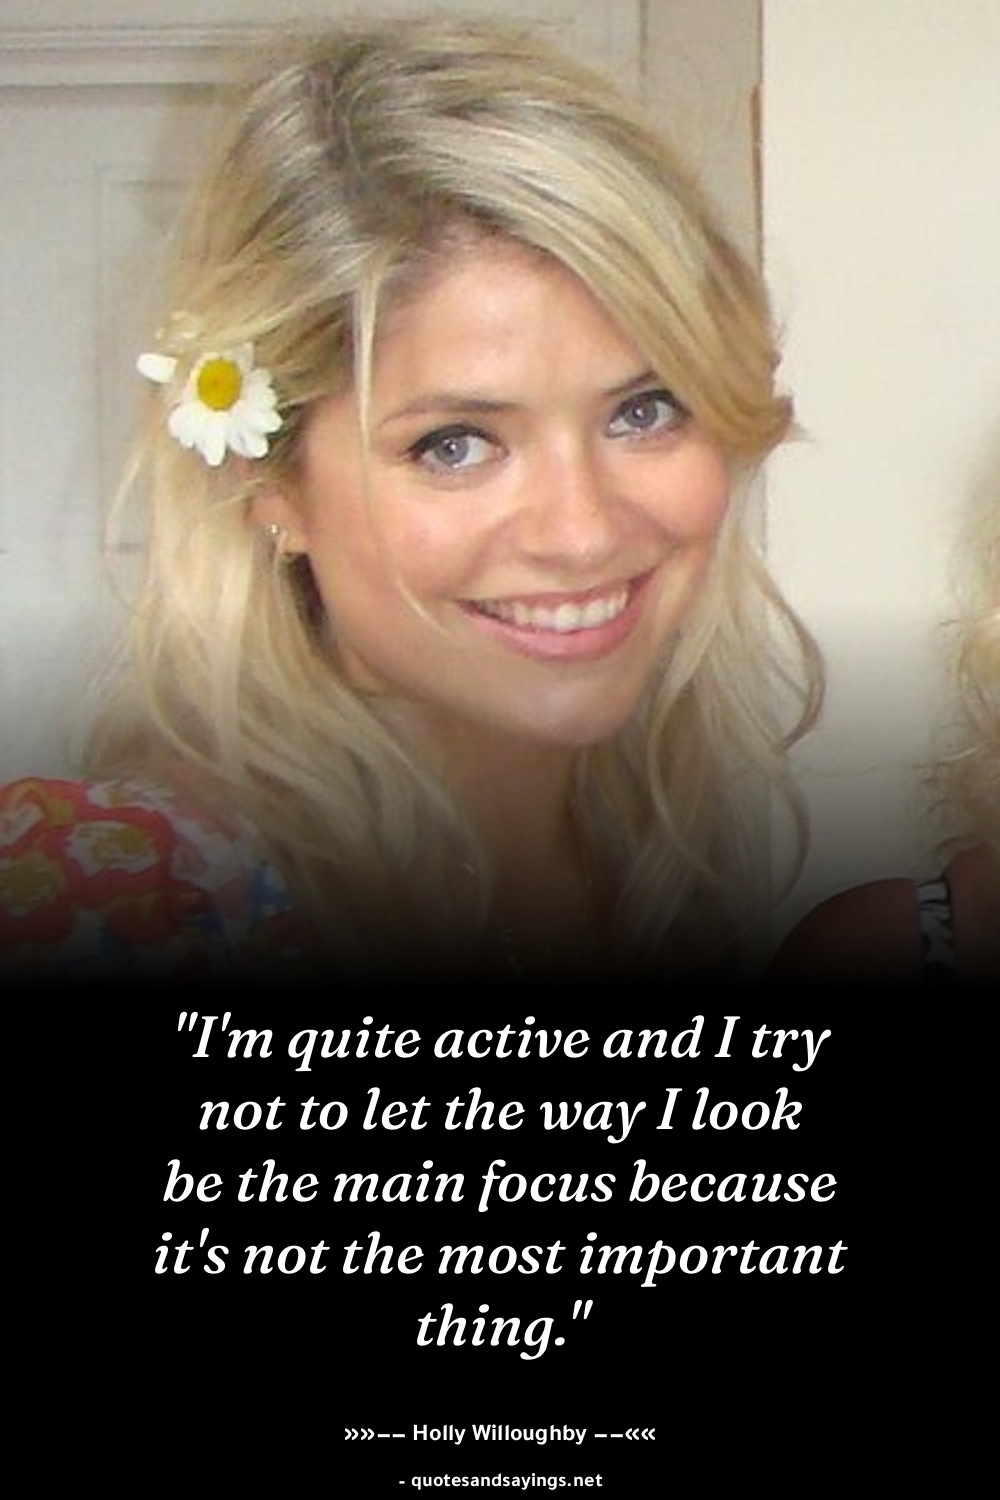 "I'm quite active and I try
not to let the way I look
be the main focus because
it's not the most important
thing."
»»–– Holly Willoughby ––««
- quotesandsayings.net